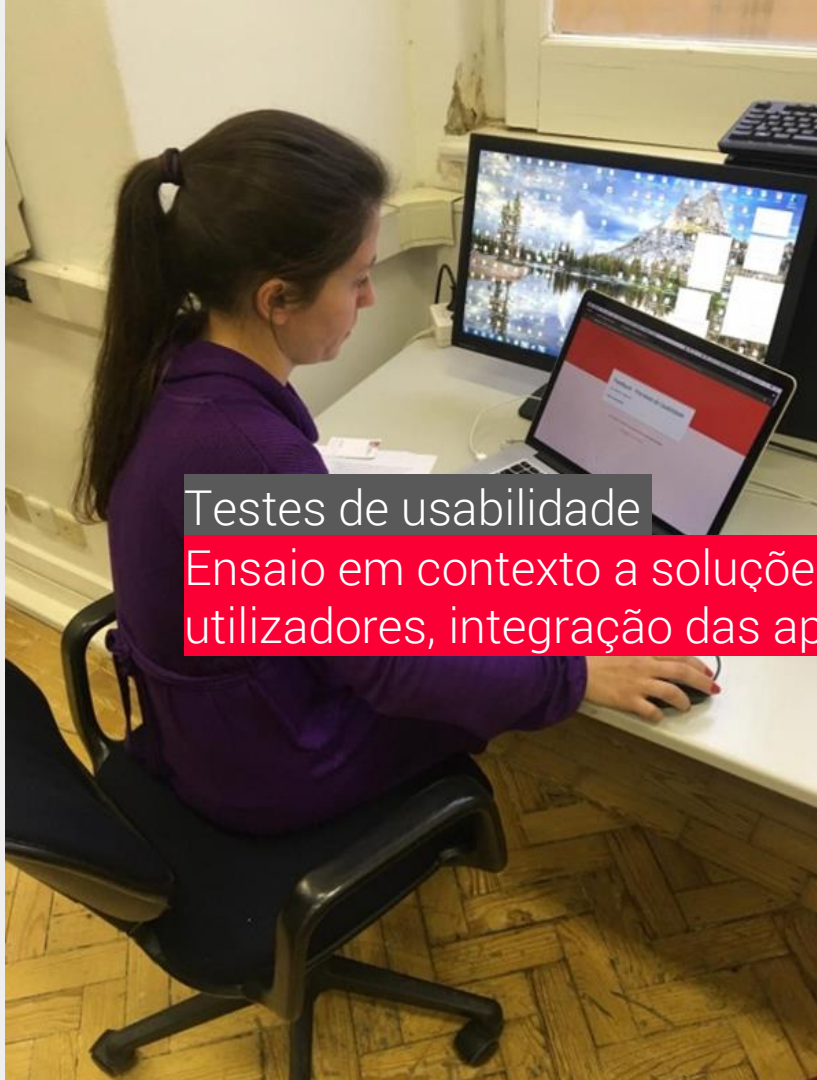 Testes de usabilidade
Ensaio em contexto a soluçõe
utilizadores, integração das ap